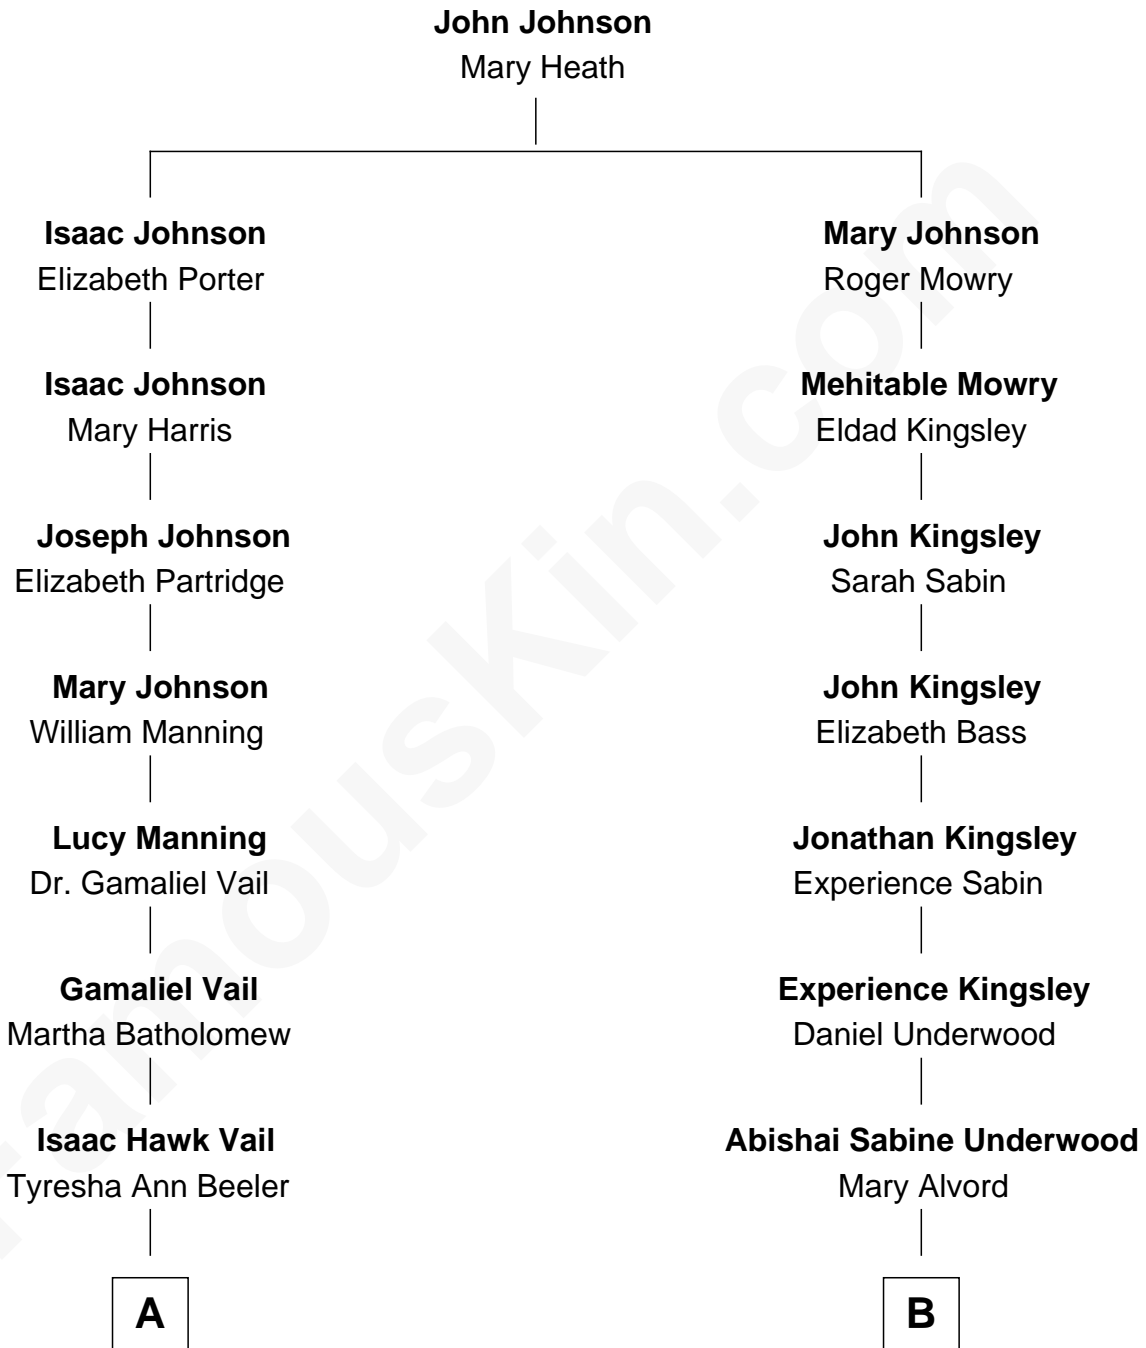 John Johnson
Mary Heath
Isaac Johnson
Elizabeth Porter
Isaac Johnson
Mary Harris
Joseph Johnson
Elizabeth Partridge
Mary Johnson
William Manning
Lucy Manning
Dr. Gamaliel Vail
Gamaliel Vail
Martha Batholomew
Isaac Hawk Vail
Tyresha Ann Beeler
A
Mary Johnson
Roger Mowry
Mehitable Mowry
Eldad Kingsley
John Kingsley
Sarah Sabin
John Kingsley
Elizabeth Bass
Jonathan Kingsley
Experience Sabin
Experience Kingsley
Daniel Underwood
Abishai Sabine Underwood
Mary Alvord
B
FamousKin.com